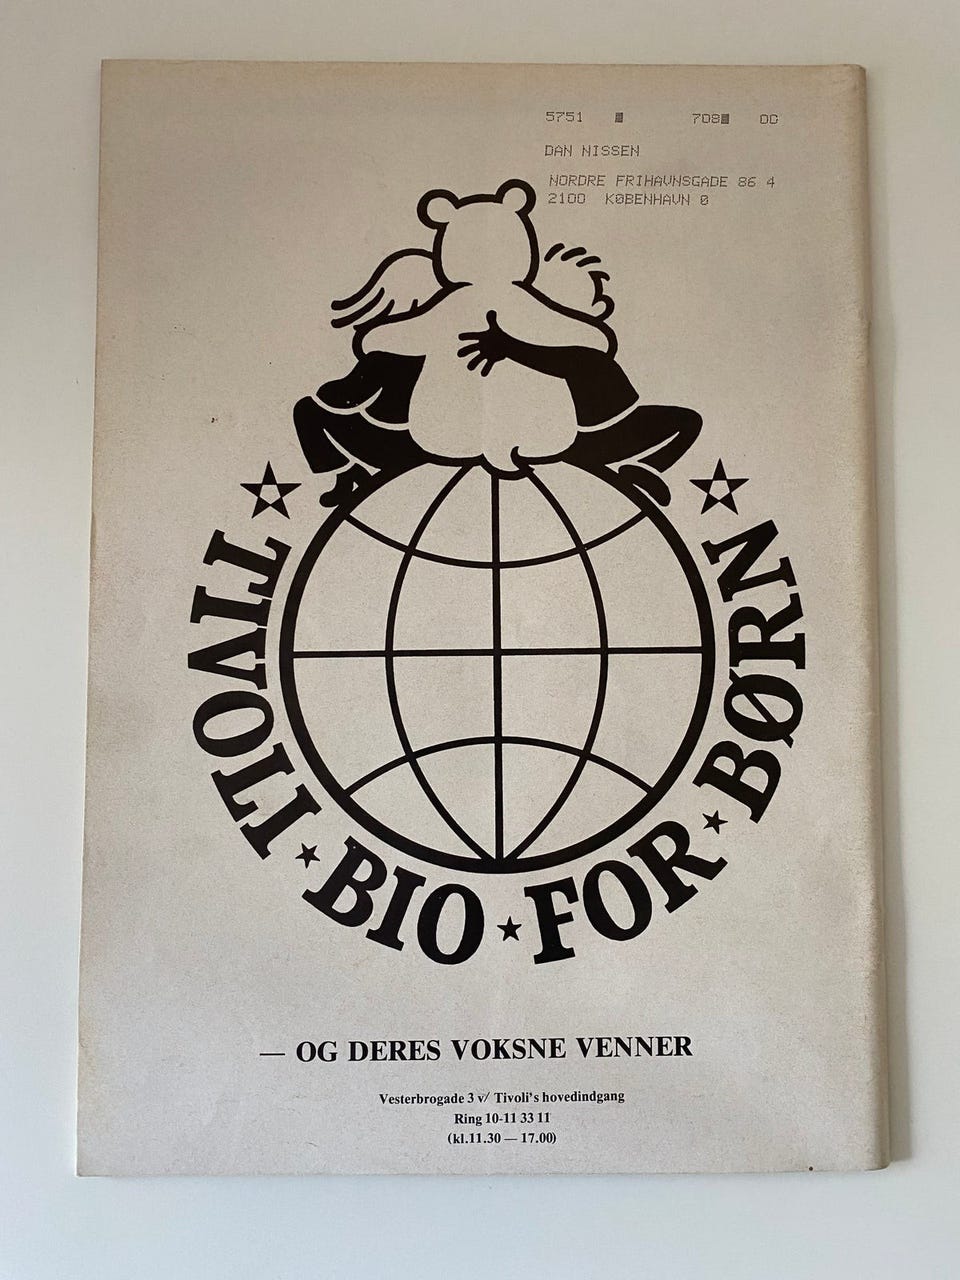 5751 708 OC
DAN NISSEN
NORDRE FRIHAVNSGADE 86 4
2100 KØBENHAVN Ø
TIVOLI ★ BIO ★ FOR ★ BØRN
— OG DERES VOKSNE VENNER
Vesterbrogade 3 v/ Tivoli's hovedindgang
Ring 10-11 33 11
(kl.11.30 — 17.00)